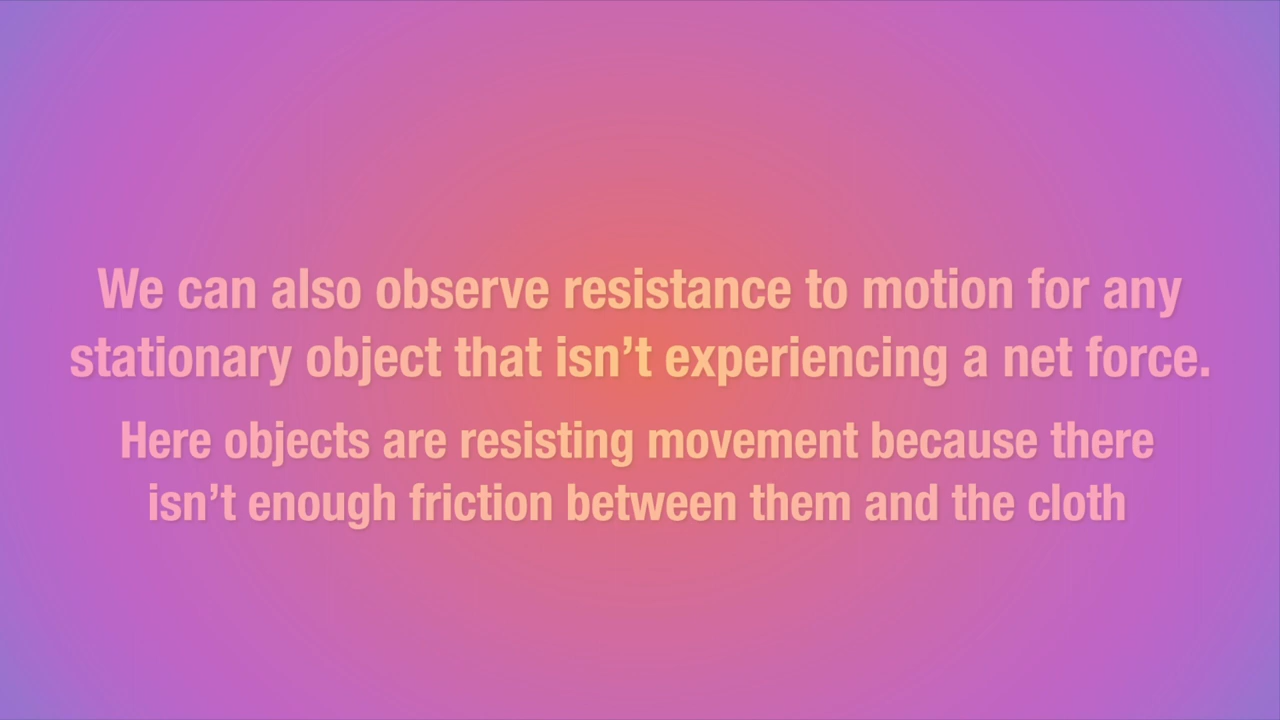 We can also observe resistance to motion for any
stationary object that isn’t experiencing a net force.
Here objects are resisting movement because there
isn’t enough friction between them and the cloth